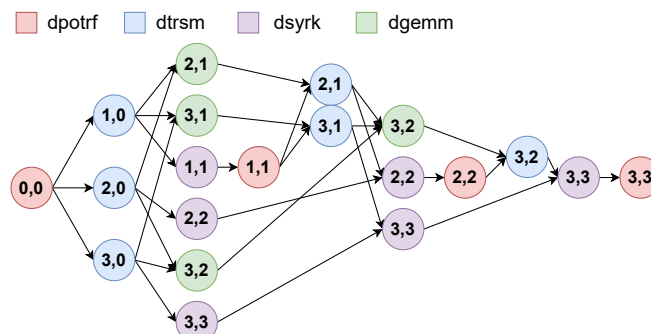 dpotrf dtrsm dsyrk dgemm
2,1
2,1
1,0 3,1 3,1 3,2
1,1 1,1 3,2
0,0 2,0 2,2 2,2 3,3 3,3
2,2
3,0 3,2 3,3
3,3